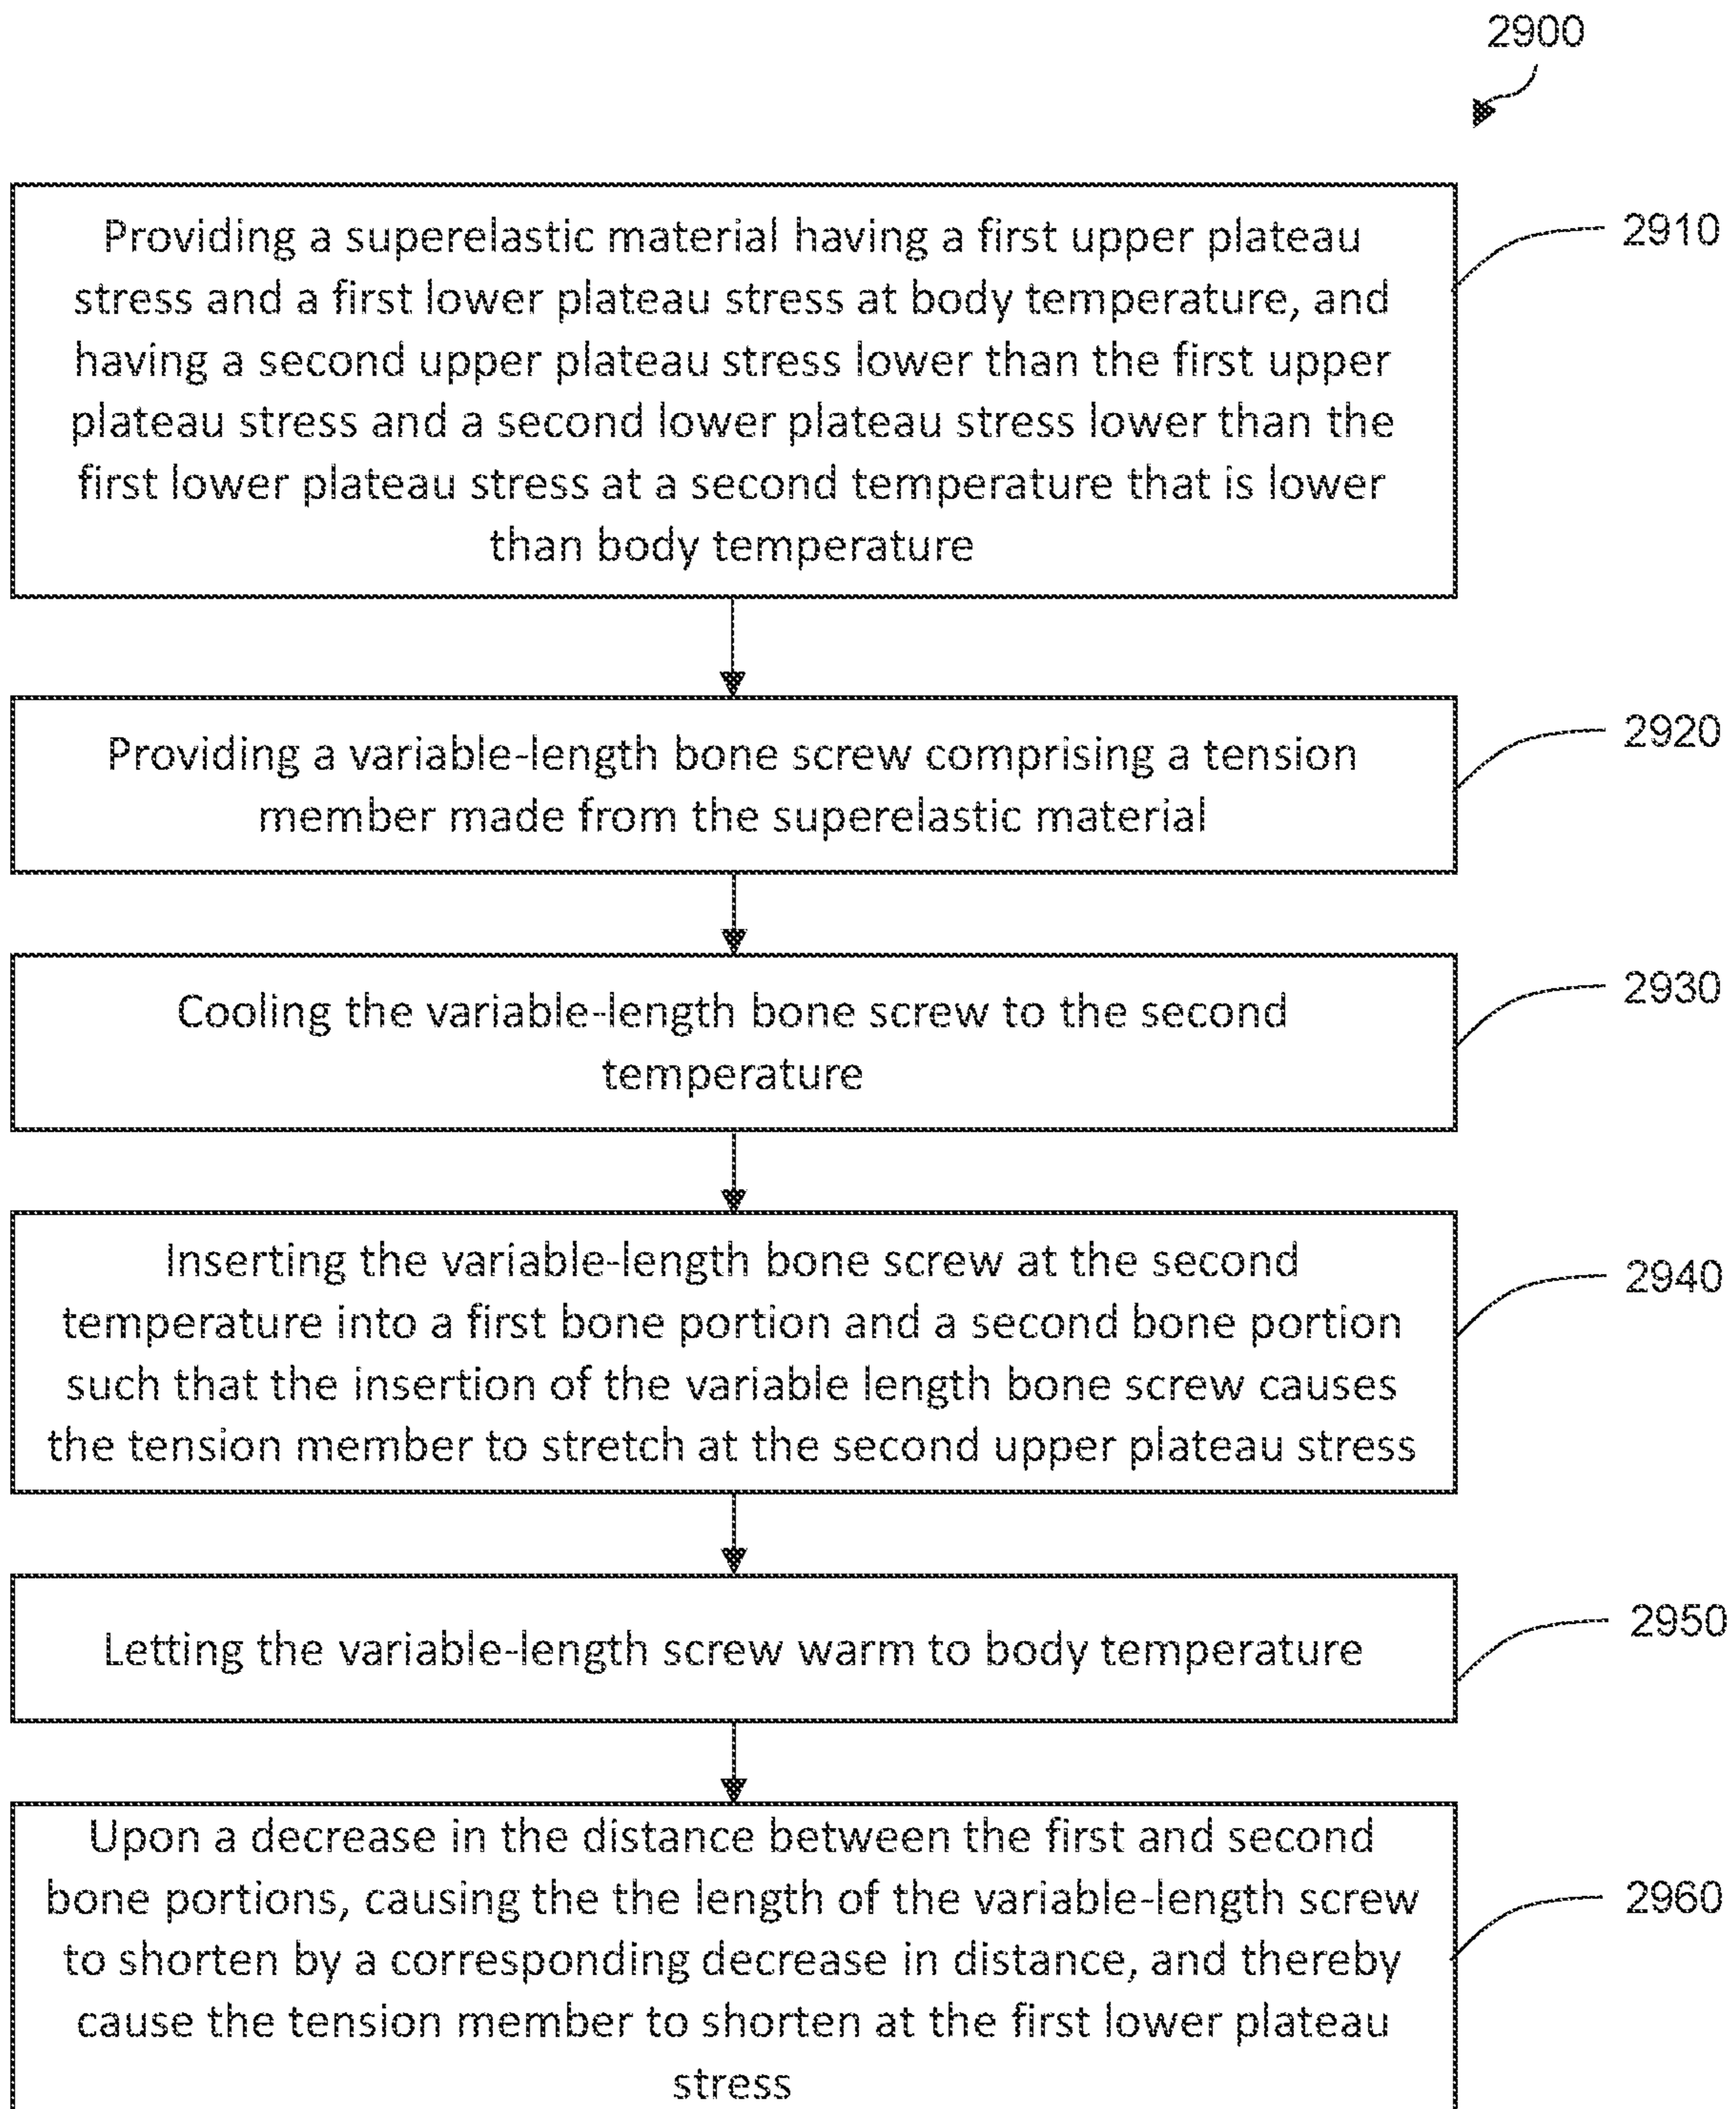 2900
Providing a superelastic material having a first upper plateau
stress and a first lower plateau stress at body temperature, and
having a second upper plateau stress lower than the first upper
plateau stress and a second lower plateau stress lower than the
first lower plateau stress at a second temperature that is lower
than body temperature
2910
Providing a variable-length bone screw comprising a tension
member made from the superelastic material
2920
Cooling the variable-length bone screw to the second
temperature
2930
Inserting the variable-length bone screw at the second
temperature into a first bone portion and a second bone portion
such that the insertion of the variable length bone screw causes
the tension member to stretch at the second upper plateau stress
2940
Letting the variable-length screw warm to body temperature
2950
Upon a decrease in the distance between the first and second
bone portions, causing the the length of the variable-length screw
to shorten by a corresponding decrease in distance, and thereby
cause the tension member to shorten at the first lower plateau
stress
2960